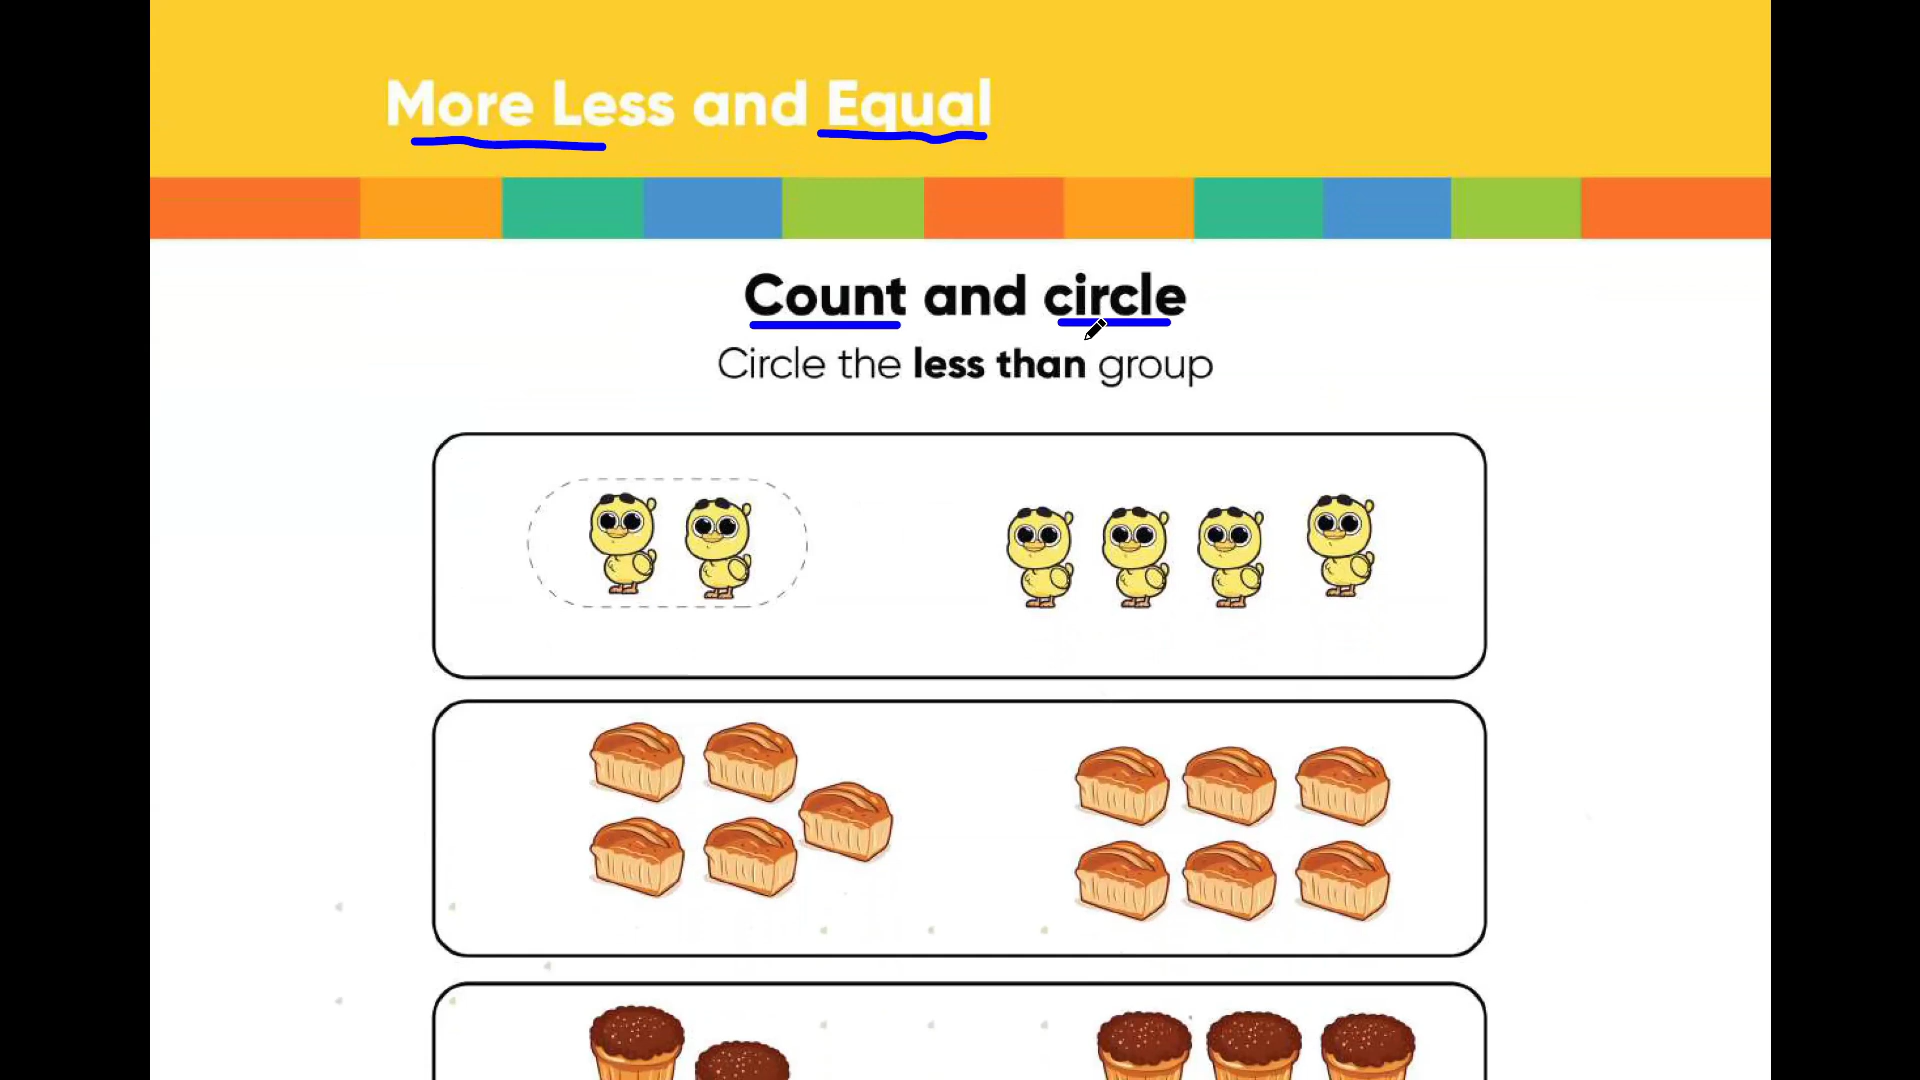 More Less and Equal
Count and circle
Circle the less than group